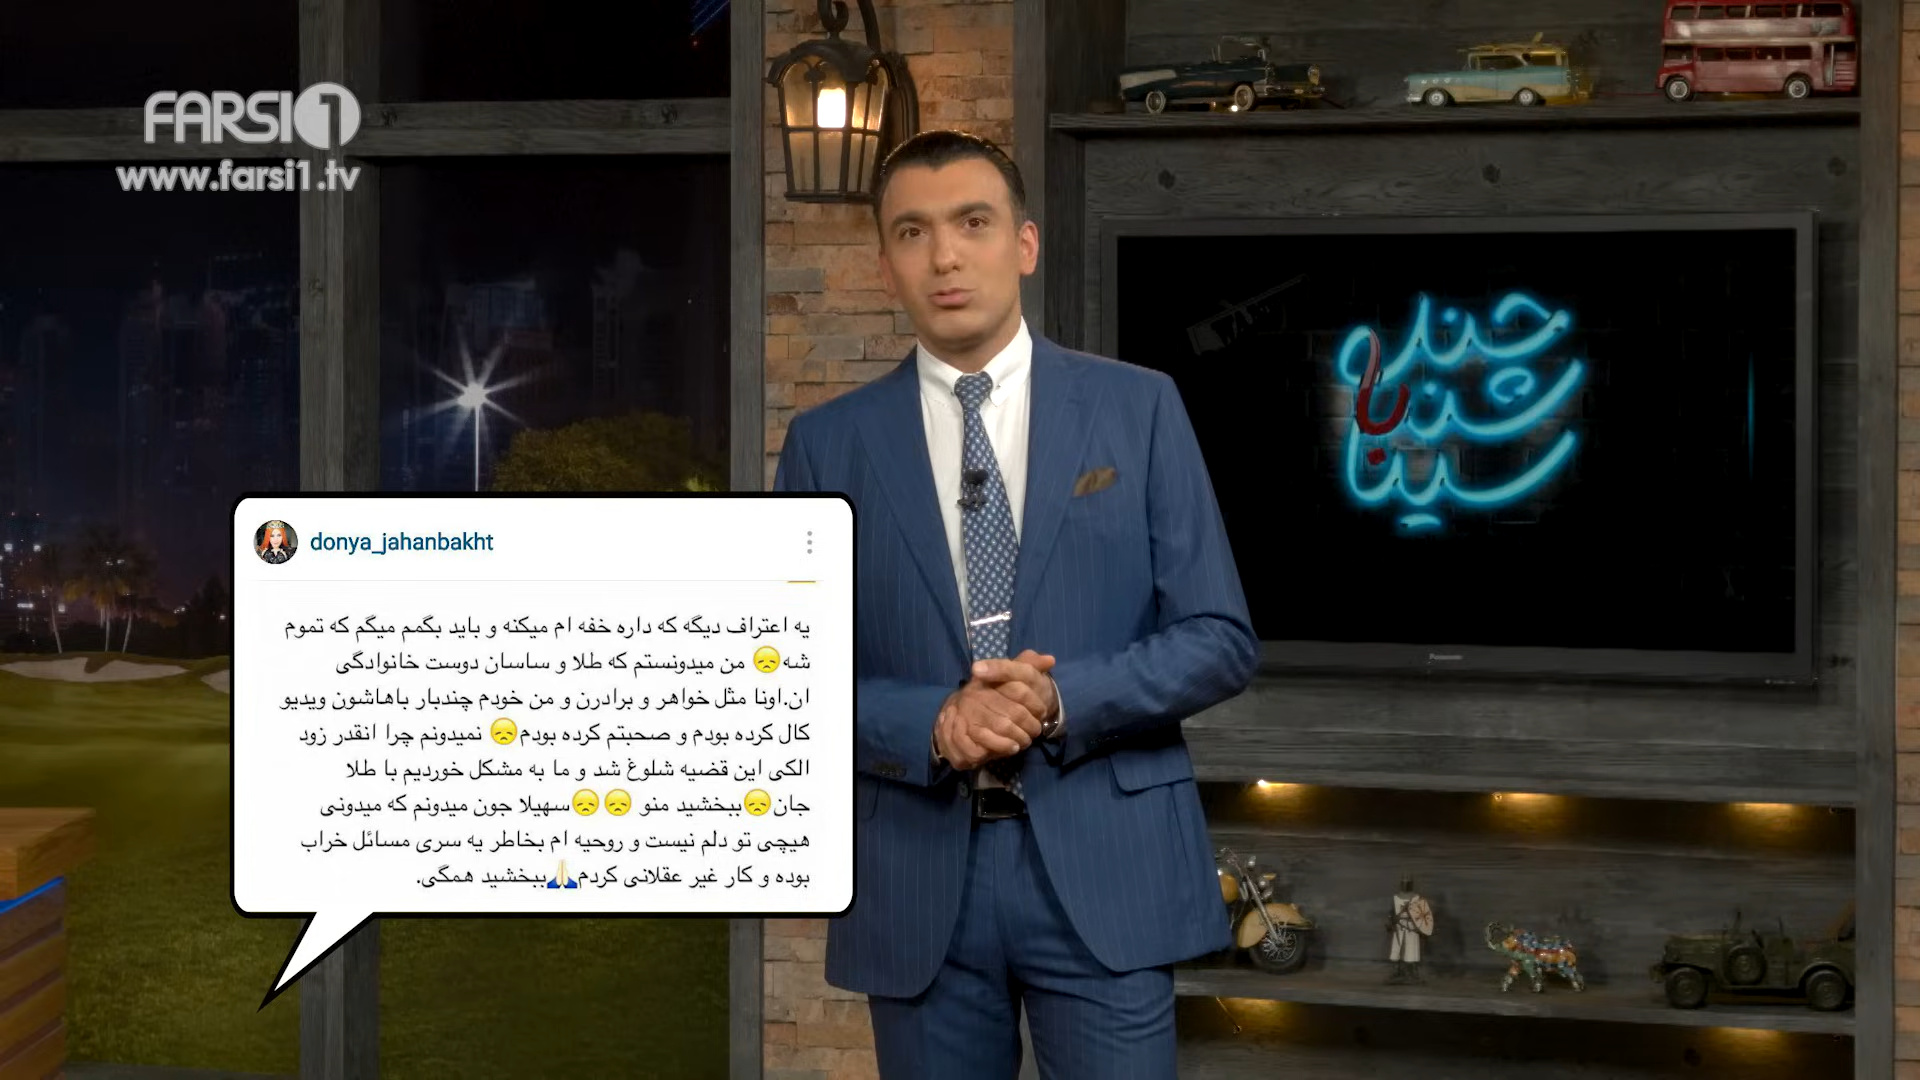 FARSI1
www.farsi1.tv
چند
شنبه با
سینا
donya_jahanbakht
یه اعتراف دیگه که داره خفه ام میکنه و باید بگمم میگم که تموم
شه😞 من میدونستم که طلا و ساسان دوست خانوادگی
ان.اونا مثل خواهر و برادرن و من خودم چندبار باهاشون ویدیو
کال کرده بودم و صحبتم کرده بودم😞 نمیدونم چرا انقدر زود
الکی این قضیه شلوغ شد و ما به مشکل خوردیم با طلا
جان😞ببخشید منو 😞😞سهیلا جون میدونم که میدونی
هیچی تو دلم نیست و روحیه ام بخاطر یه سری مسائل خراب
بوده و کار غیر عقلانی کردم🙏ببخشید همگی.
Panasonic